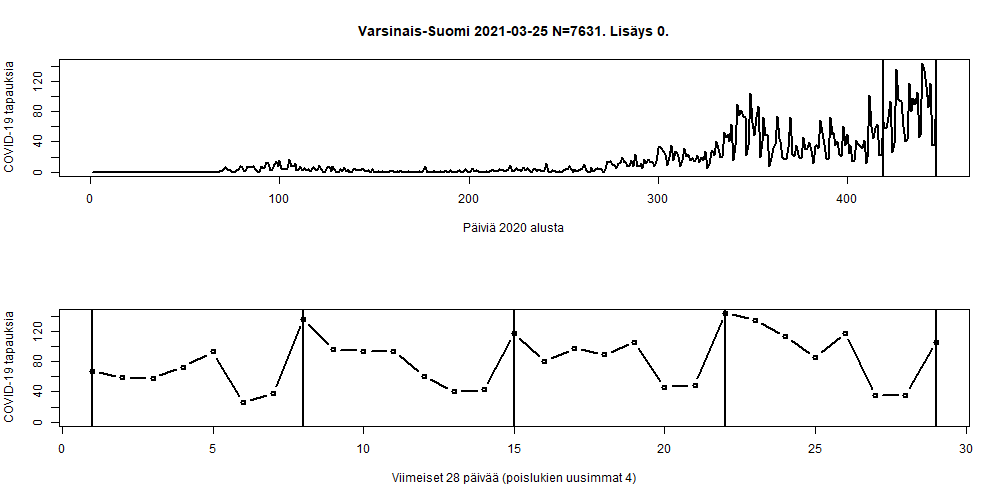 Varsinais-Suomi 2021-03-25 N=7631. Lisäys 0.
COVID-19 tapauksia
0 40 80 120
0 100 200 300 400
Päiviä 2020 alusta
COVID-19 tapauksia
0 40 80 120
0 5 10 15 20 25 30
Viimeiset 28 päivää (poislukien uusimmat 4)